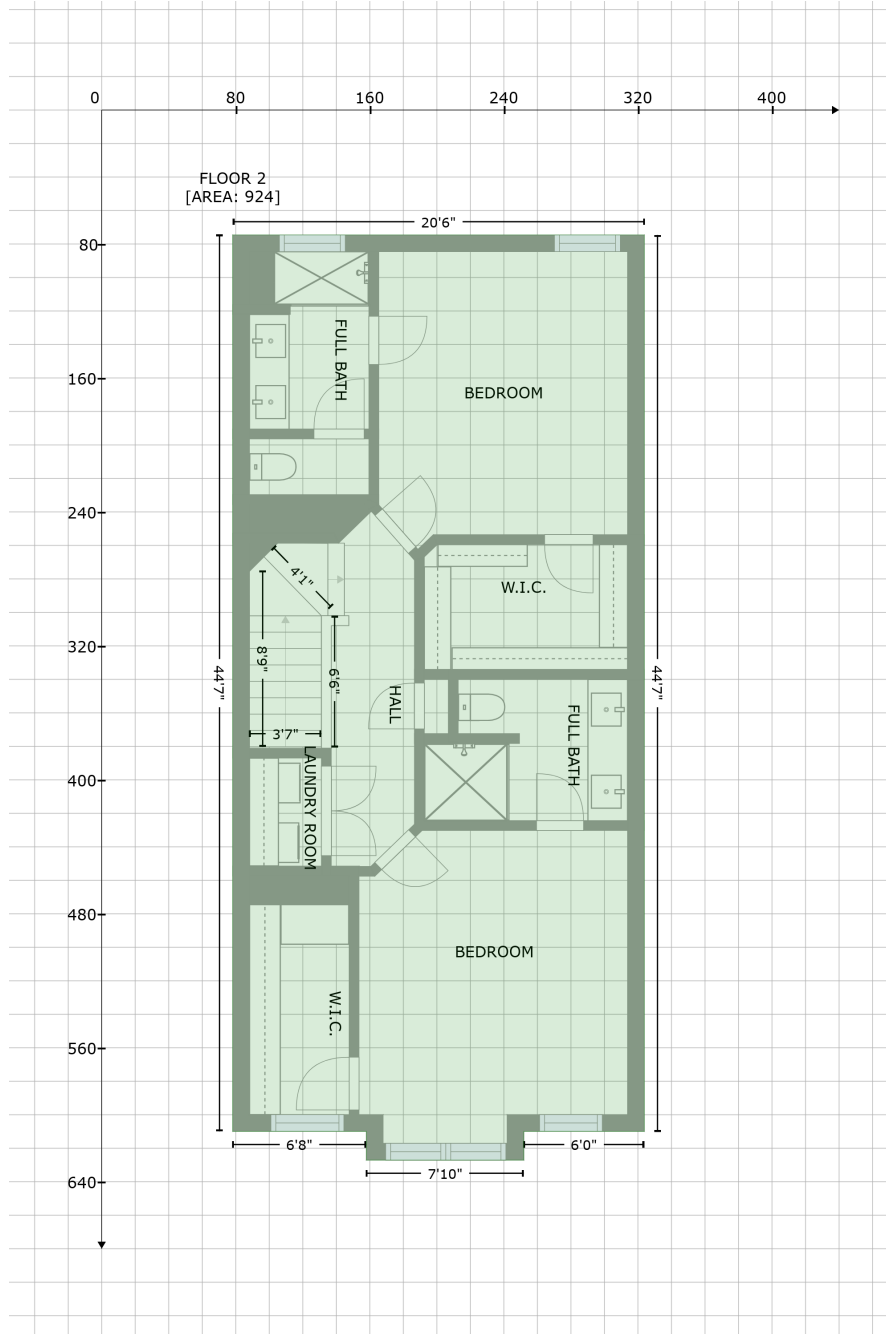 0 80 160 240 320 400
FLOOR 2
[AREA: 924]
20'6"
80
160
240
320
400
480
560
640
44'7"
44'7"
FULL BATH
BEDROOM
4'1"
W.I.C.
8'9"
6'6"
3'7"
HALL
FULL BATH
LAUNDRY ROOM
BEDROOM
W.I.C.
6'8"
6'0"
7'10"